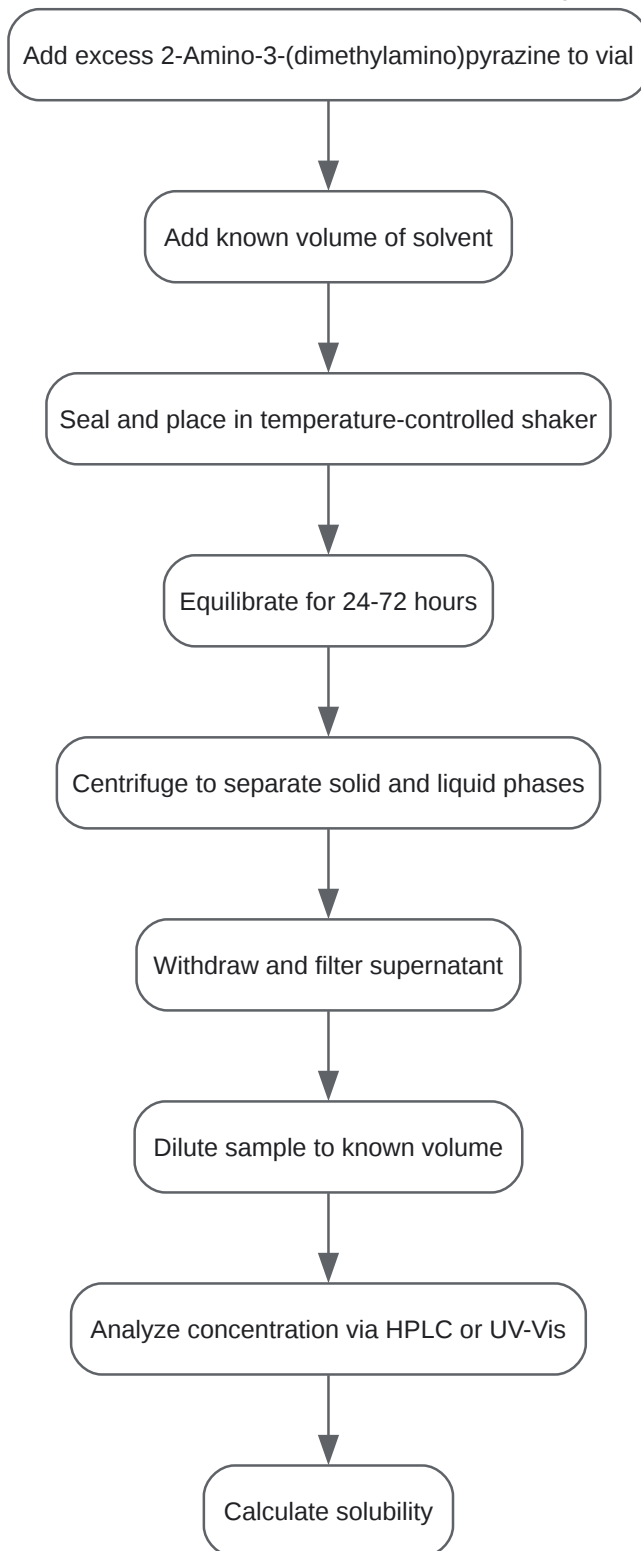 Add excess 2-Amino-3-(dimethylamino)pyrazine to vial
Add known volume of solvent
Seal and place in temperature-controlled shaker
Equilibrate for 24-72 hours
Centrifuge to separate solid and liquid phases
Withdraw and filter supernatant
Dilute sample to known volume
Analyze concentration via HPLC or UV-Vis
Calculate solubility